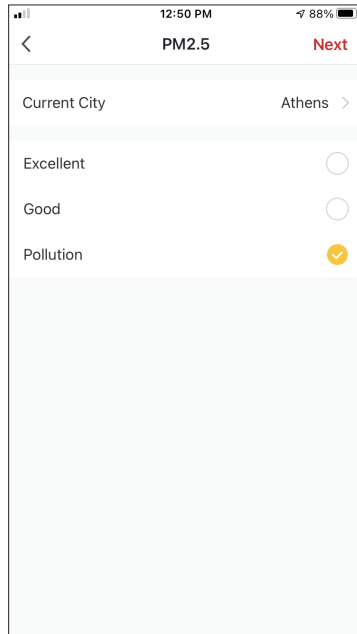 12:50 PM 88%
PM2.5 Next
Current City Athens
Excellent
Good
Pollution